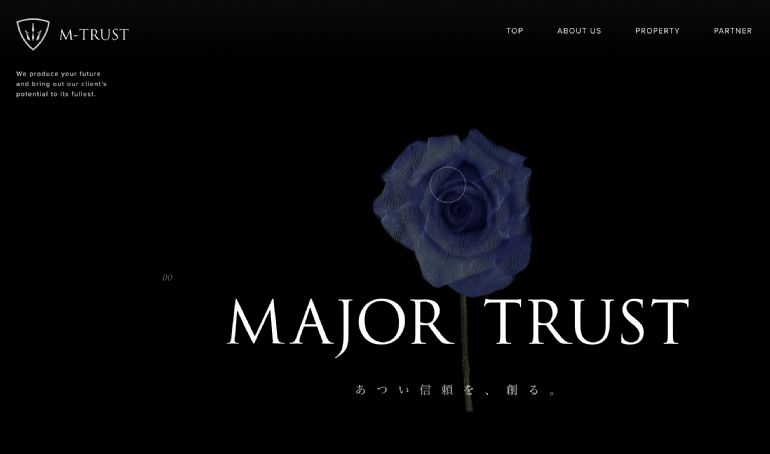 M-TRUST
TOP ABOUT US PROPERTY PARTNER
We produce your future
and bring out our client's
potential to its fullest.
00
MAJOR TRUST
あつい信頼を、創る。